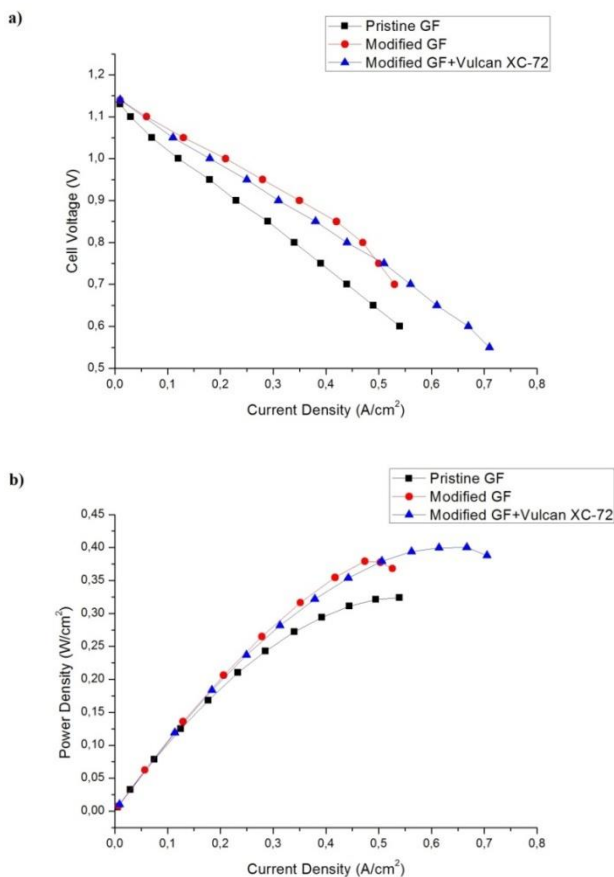 a)
Pristine GF
Modified GF
Modified GF+Vulcan XC-72
1,2
1,1
1,0
0,9
0,8
0,7
0,6
0,5
Cell Voltage (V)
0,0 0,1 0,2 0,3 0,4 0,5 0,6 0,7 0,8
Current Density (A/cm²)
b)
Pristine GF
Modified GF
Modified GF+Vulcan XC-72
0,45
0,40
0,35
0,30
0,25
0,20
0,15
0,10
0,05
0,00
Power Density (W/cm²)
0,0 0,1 0,2 0,3 0,4 0,5 0,6 0,7 0,8
Current Density (A/cm²)